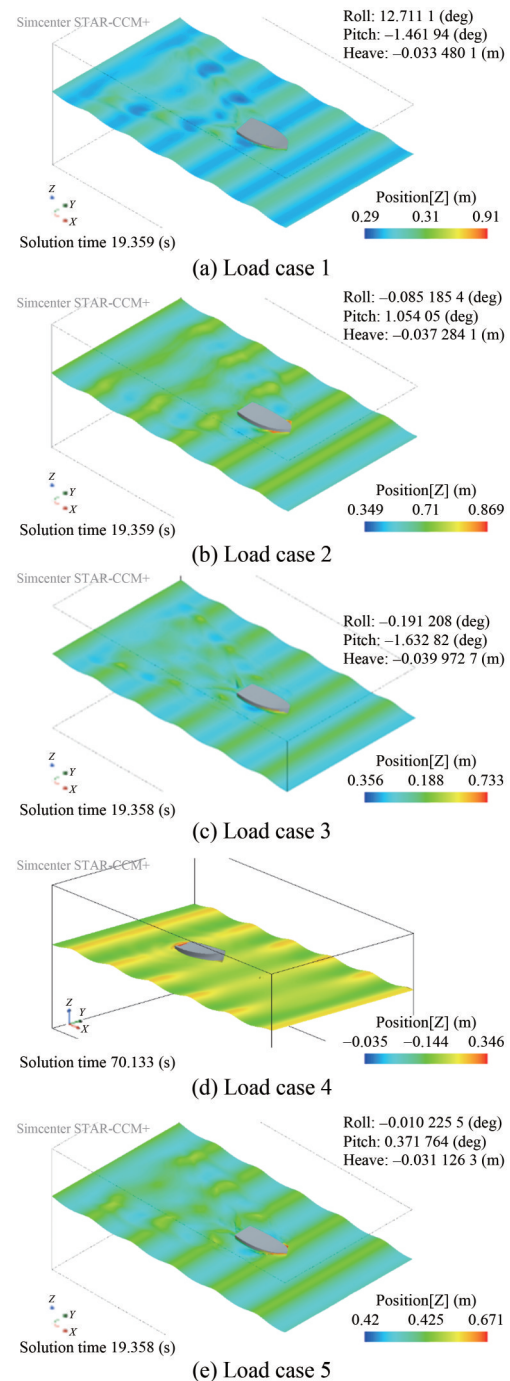 Simcenter STAR-CCM+
Roll: 12.711 1 (deg)
Pitch: –1.461 94 (deg)
Heave: –0.033 480 1 (m)
Z
Y
X
Position[Z] (m)
0.29 0.31 0.91
Solution time 19.359 (s)
(a) Load case 1
Simcenter STAR-CCM+
Roll: –0.085 185 4 (deg)
Pitch: 1.054 05 (deg)
Heave: –0.037 284 1 (m)
Z
Y
X
Position[Z] (m)
0.349 0.71 0.869
Solution time 19.359 (s)
(b) Load case 2
Simcenter STAR-CCM+
Roll: –0.191 208 (deg)
Pitch: –1.632 82 (deg)
Heave: –0.039 972 7 (m)
Z
Y
X
Position[Z] (m)
0.356 0.188 0.733
Solution time 19.358 (s)
(c) Load case 3
Simcenter STAR-CCM+
Z
Y
X
Position[Z] (m)
–0.035 –0.144 0.346
Solution time 70.133 (s)
(d) Load case 4
Simcenter STAR-CCM+
Roll: –0.010 225 5 (deg)
Pitch: 0.371 764 (deg)
Heave: –0.031 126 3 (m)
Z
Y
X
Position[Z] (m)
0.42 0.425 0.671
Solution time 19.358 (s)
(e) Load case 5